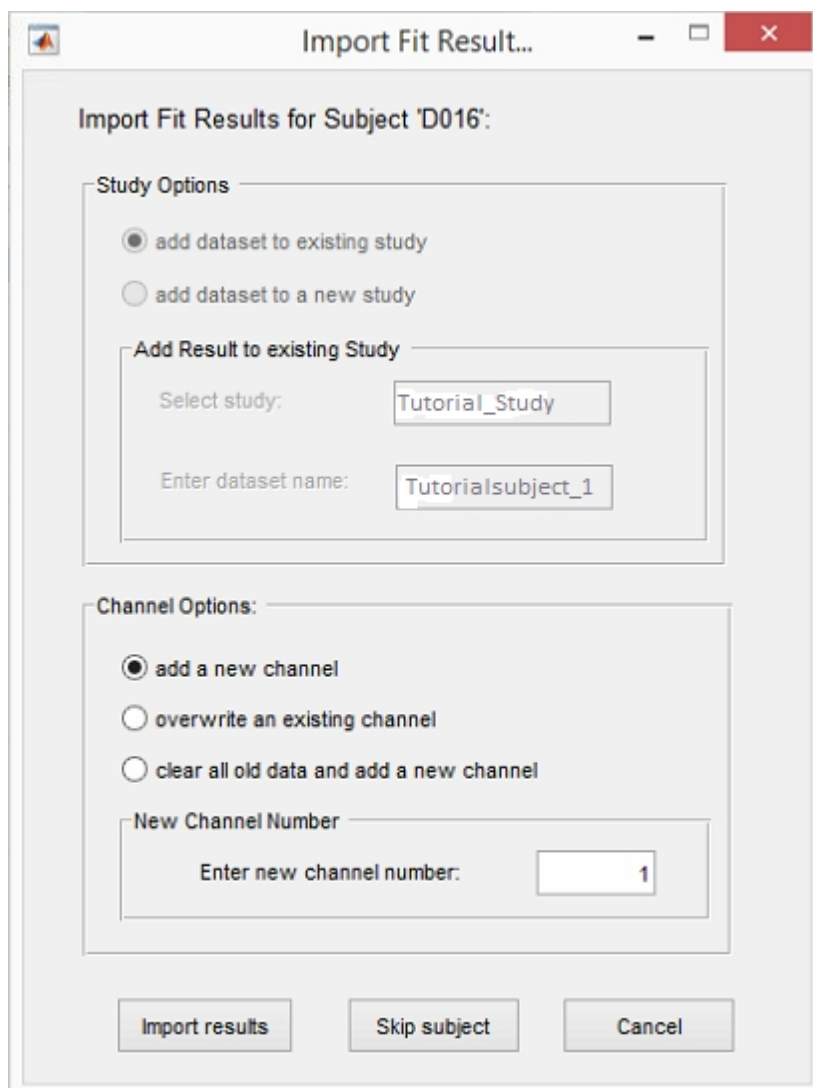 Import Fit Result...
Import Fit Results for Subject 'D016':
Study Options
add dataset to existing study
add dataset to a new study
Add Result to existing Study
Select study: Tutorial_Study
Enter dataset name: Tutorialsubject_1
Channel Options:
add a new channel
overwrite an existing channel
clear all old data and add a new channel
New Channel Number
Enter new channel number: 1
Import results Skip subject Cancel